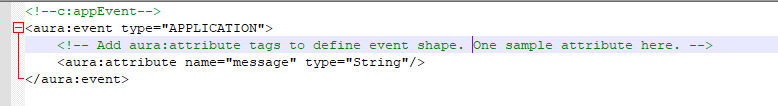 <!--c:appEvent-->
<aura:event type="APPLICATION">
    <!-- Add aura:attribute tags to define event shape. One sample attribute here. -->
    <aura:attribute name="message" type="String"/>
</aura:event>